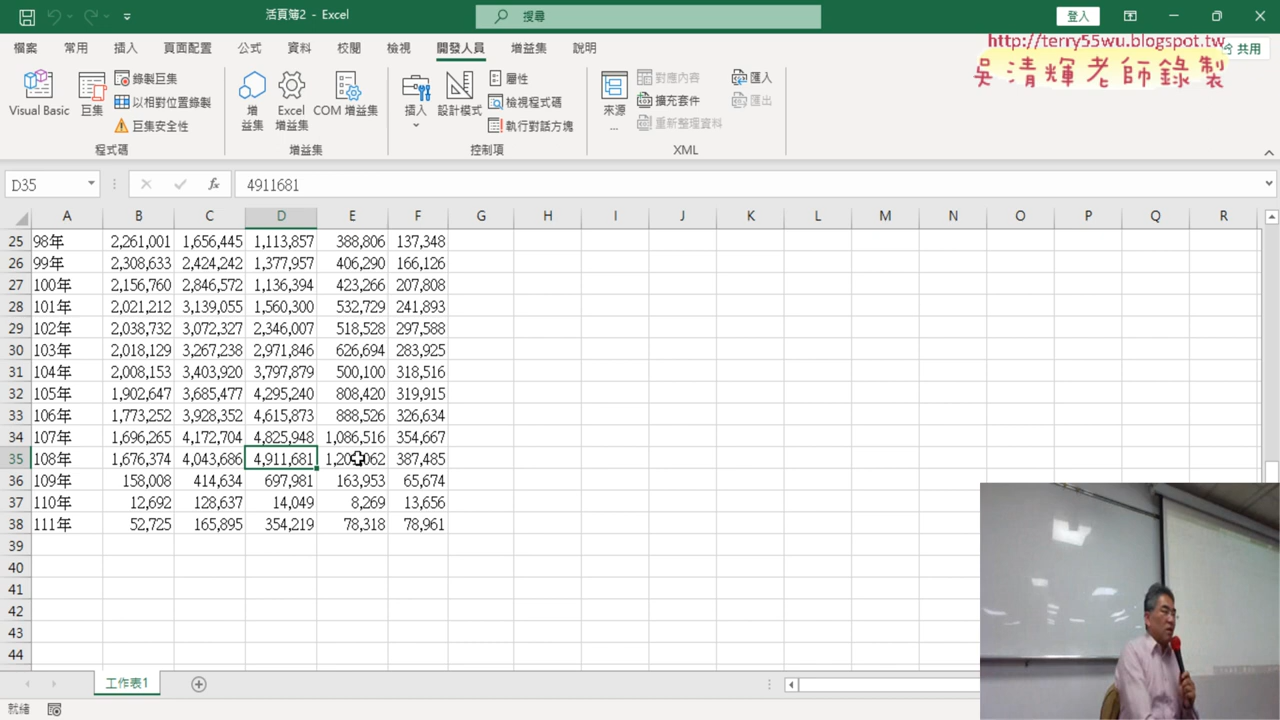 活頁簿2 - Excel
搜尋
登入
http://terry55wu.blogspot.tw
吳清輝老師錄製
檔案 常用 插入 頁面配置 公式 資料 校閱 檢視 開發人員 增益集 說明
共用
Visual Basic 巨集 錄製巨集 以相對位置錄製 巨集安全性
增益集 Excel 增益集 COM 增益集
插入 設計模式 屬性 檢視程式碼 執行對話方塊
來源... 對應內容 擴充套件 重新整理資料 匯入 匯出
程式碼 增益集 控制項 XML
D35 fx 4911681
A B C D E F G H I J K L M N O P Q R
25 98年 2,261,001 1,656,445 1,113,857 388,806 137,348
26 99年 2,308,633 2,424,242 1,377,957 406,290 166,126
27 100年 2,156,760 2,846,572 1,136,394 423,266 207,808
28 101年 2,021,212 3,139,055 1,560,300 532,729 241,893
29 102年 2,038,732 3,072,327 2,346,007 518,528 297,588
30 103年 2,018,129 3,267,238 2,971,846 626,694 283,925
31 104年 2,008,153 3,403,920 3,797,879 500,100 318,516
32 105年 1,902,647 3,685,477 4,295,240 808,420 319,915
33 106年 1,773,252 3,928,352 4,615,873 888,526 326,634
34 107年 1,696,265 4,172,704 4,825,948 1,086,516 354,667
35 108年 1,676,374 4,043,686 4,911,681 387,485
36 109年 158,008 414,634 697,981 163,953 65,674
37 110年 12,692 128,637 14,049 8,269 13,656
38 111年 52,725 165,895 354,219 78,318 78,961
39
40
41
42
43
44
工作表1
就緒